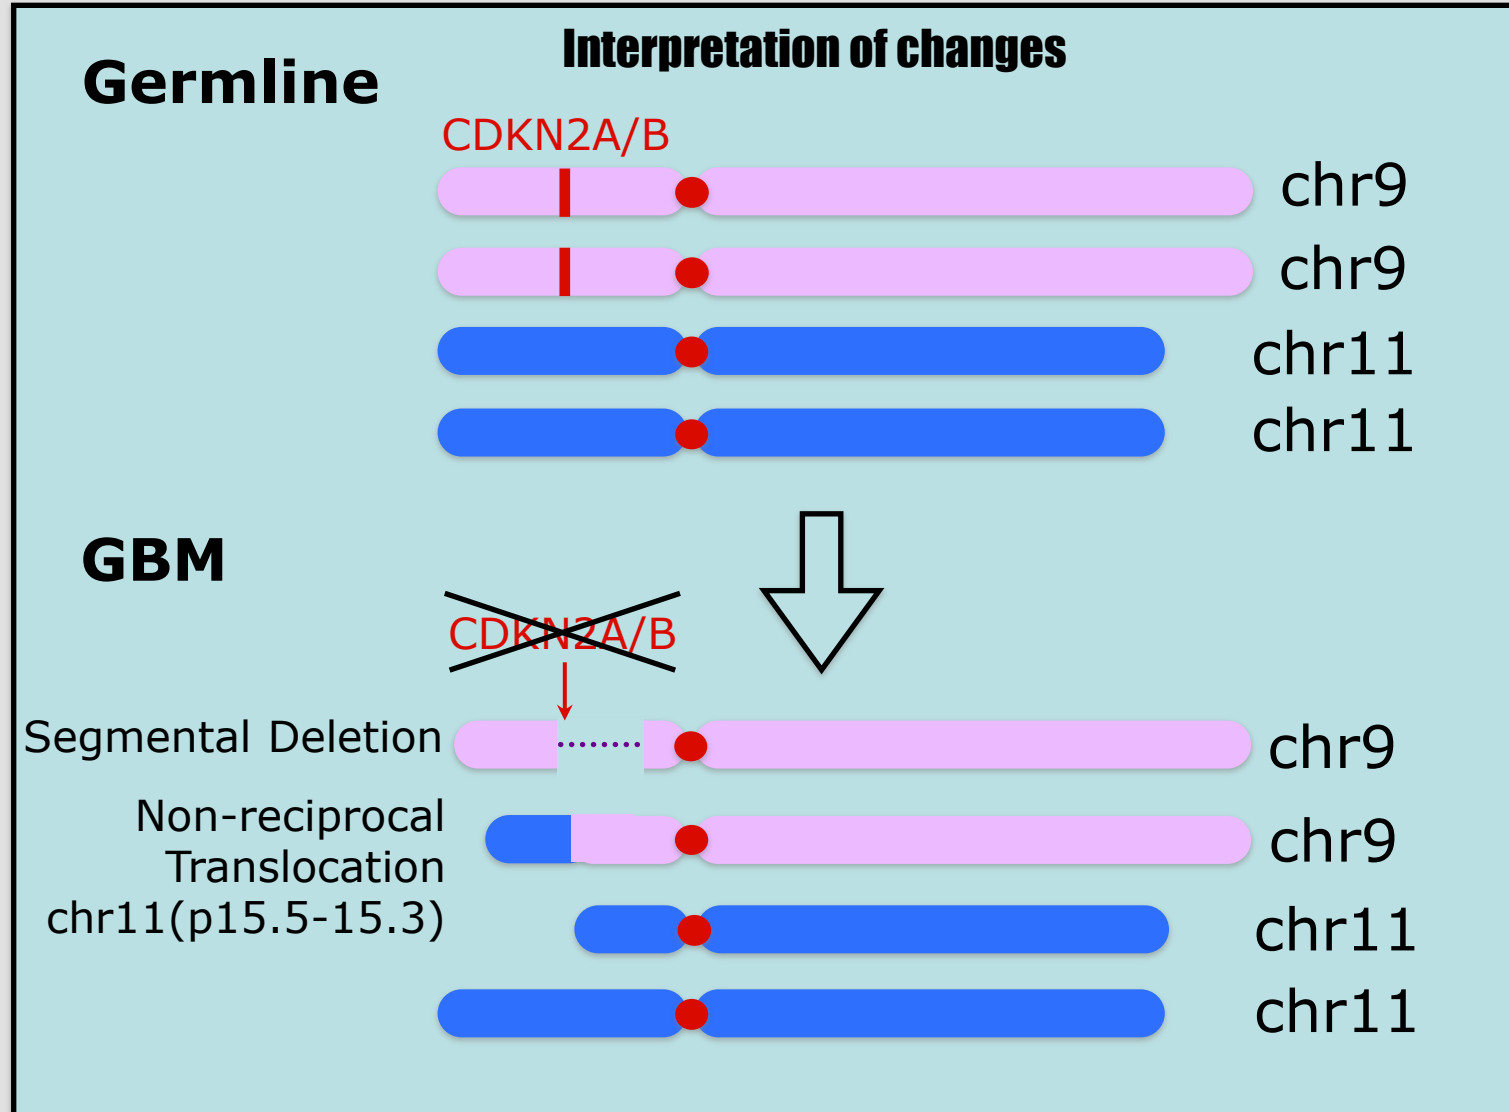 Interpretation of changes
Germline
CDKN2A/B
chr9
chr9
chr11
chr11
GBM
CDKN2A/B
Segmental Deletion
chr9
Non-reciprocal
Translocation
chr11(p15.5-15.3)
chr9
chr11
chr11